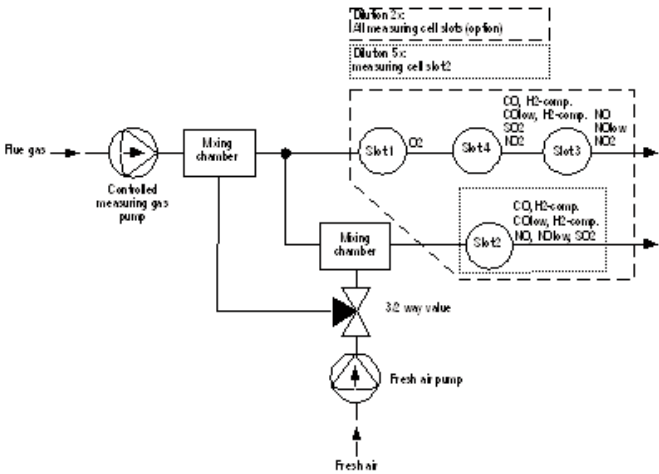 Dilution 2x:
All measuring cell slots (option)
Dilution 5x:
measuring cell slot2
CO, H2-comp.
COlow, H2-comp.
SO2
NO2
NO
NOlow
NO2
Flue gas
Mixing
chamber
Slot1
O2
Slot4
Slot3
Controlled
measuring gas
pump
CO, H2-comp.
COlow, H2-comp.
NO, NOlow, SO2
Mixing
chamber
Slot2
3/2 way value
Fresh air pump
Fresh air